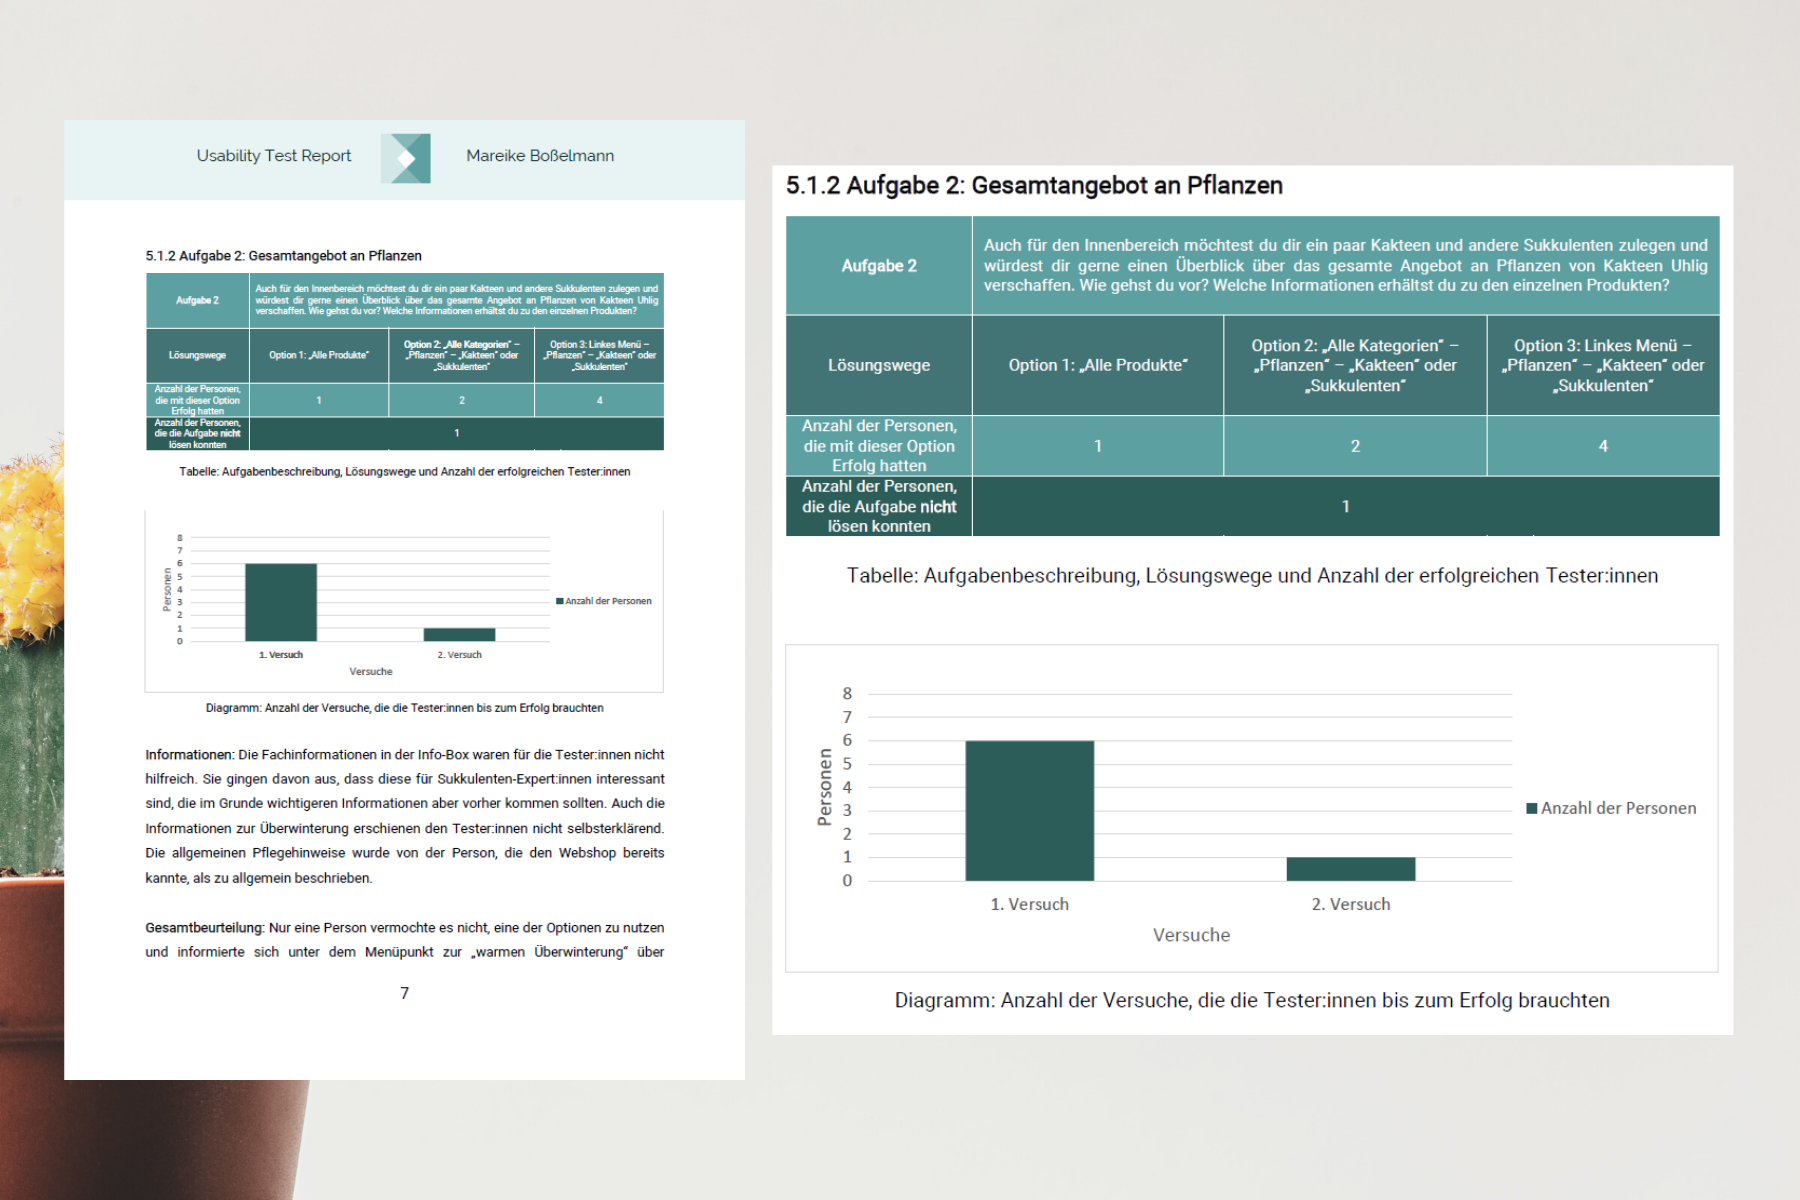 Usability Test Report
Mareike Boßelmann
5.1.2 Aufgabe 2: Gesamtangebot an Pflanzen
Aufgabe 2
Auch für den Innenbereich möchtest du dir ein paar Kakteen und andere Sukkulenten zulegen und
würdest dir gerne einen Überblick über das gesamte Angebot an Pflanzen von Kakteen Uhlig
verschaffen. Wie gehst du vor? Welche Informationen erhältst du zu den einzelnen Produkten?
Lösungswege
Option 1: „Alle Produkte“
Option 2: „Alle Kategorien“ –
„Pflanzen“ – „Kakteen“ oder
„Sukkulenten“
Option 3: Linkes Menü –
„Pflanzen“ – „Kakteen“ oder
„Sukkulenten“
Anzahl der Personen,
die mit dieser Option
Erfolg hatten
1
2
4
Anzahl der Personen,
die die Aufgabe nicht
lösen konnten
1
Tabelle: Aufgabenbeschreibung, Lösungswege und Anzahl der erfolgreichen Tester:innen
8
7
6
5
4
3
2
1
0
Personen
1. Versuch
2. Versuch
Versuche
Anzahl der Personen
Diagramm: Anzahl der Versuche, die die Tester:innen bis zum Erfolg brauchten
Informationen: Die Fachinformationen in der Info-Box waren für die Tester:innen nicht
hilfreich. Sie gingen davon aus, dass diese für Sukkulenten-Expert:innen interessant
sind, die im Grunde wichtigeren Informationen aber vorher kommen sollten. Auch die
Informationen zur Überwinterung erschienen den Tester:innen nicht selbsterklärend.
Die allgemeinen Pflegehinweise wurde von der Person, die den Webshop bereits
kannte, als zu allgemein beschrieben.
Gesamtbeurteilung: Nur eine Person vermochte es nicht, eine der Optionen zu nutzen
und informierte sich unter dem Menüpunkt zur „warmen Überwinterung“ über
7
5.1.2 Aufgabe 2: Gesamtangebot an Pflanzen
Aufgabe 2
Auch für den Innenbereich möchtest du dir ein paar Kakteen und andere Sukkulenten zulegen und
würdest dir gerne einen Überblick über das gesamte Angebot an Pflanzen von Kakteen Uhlig
verschaffen. Wie gehst du vor? Welche Informationen erhältst du zu den einzelnen Produkten?
Lösungswege
Option 1: „Alle Produkte“
Option 2: „Alle Kategorien“ –
„Pflanzen“ – „Kakteen“ oder
„Sukkulenten“
Option 3: Linkes Menü –
„Pflanzen“ – „Kakteen“ oder
„Sukkulenten“
Anzahl der Personen,
die mit dieser Option
Erfolg hatten
1
2
4
Anzahl der Personen,
die die Aufgabe nicht
lösen konnten
1
Tabelle: Aufgabenbeschreibung, Lösungswege und Anzahl der erfolgreichen Tester:innen
8
7
6
5
4
3
2
1
0
Personen
1. Versuch
2. Versuch
Versuche
Anzahl der Personen
Diagramm: Anzahl der Versuche, die die Tester:innen bis zum Erfolg brauchten